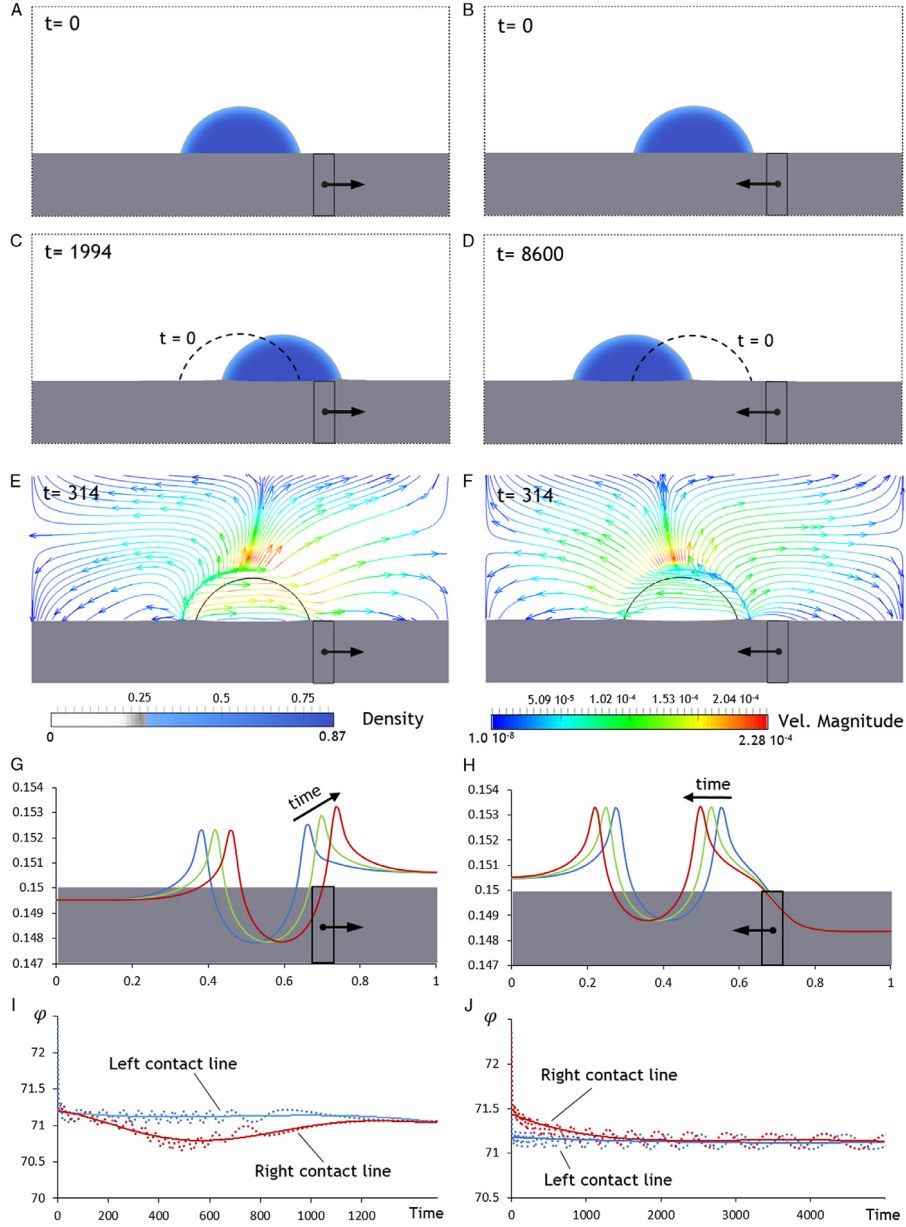 A
t= 0
B
t= 0
C
t= 1994
t = 0
D
t= 8600
t = 0
E
t= 314
F
t= 314
0.25 0.5 0.75
Density
0 0.87
5.09 10⁻⁵ 1.02 10⁻⁴ 1.53 10⁻⁴ 2.04 10⁻⁴
Vel. Magnitude
1.0 10⁻⁸ 2.28 10⁻⁴
G
0.154
0.153
0.152
0.151
0.15
0.149
0.148
0.147
time
0 0.2 0.4 0.6 0.8 1
H
0.154
0.153
0.152
0.151
0.15
0.149
0.148
0.147
time
0 0.2 0.4 0.6 0.8 1
I
φ
72
71.5
71
70.5
70
Left contact line
Right contact line
0 200 400 600 800 1000 1200 Time
J
φ
72
71.5
71
70.5
Right contact line
Left contact line
0 1000 2000 3000 4000 Time